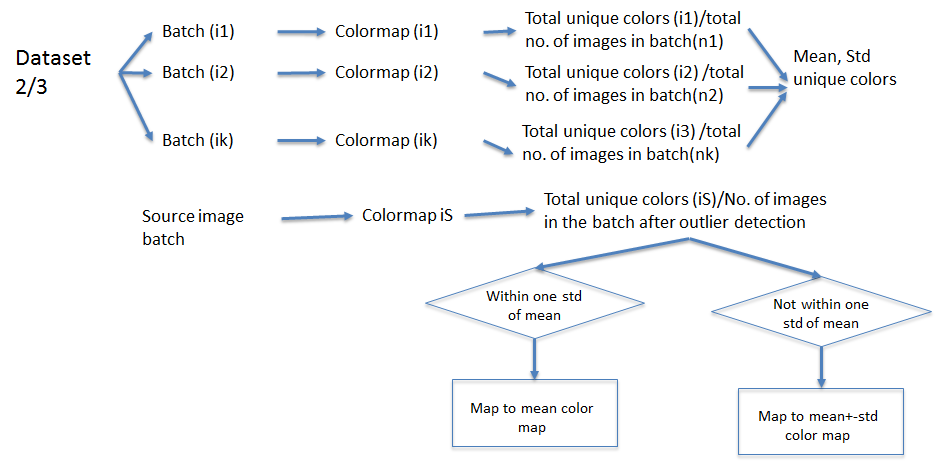 Dataset
2/3
Batch (i1)
Colormap (i1)
Total unique colors (i1)/total
no. of images in batch(n1)
Batch (i2)
Colormap (i2)
Total unique colors (i2) /total
no. of images in batch(n2)
Mean, Std
unique colors
Batch (ik)
Colormap (ik)
Total unique colors (i3) /total
no. of images in batch(nk)
Source image
batch
Colormap iS
Total unique colors (iS)/No. of images
in the batch after outlier detection
Within one std
of mean
Not within one
std of mean
Map to mean color
map
Map to mean+-std
color map